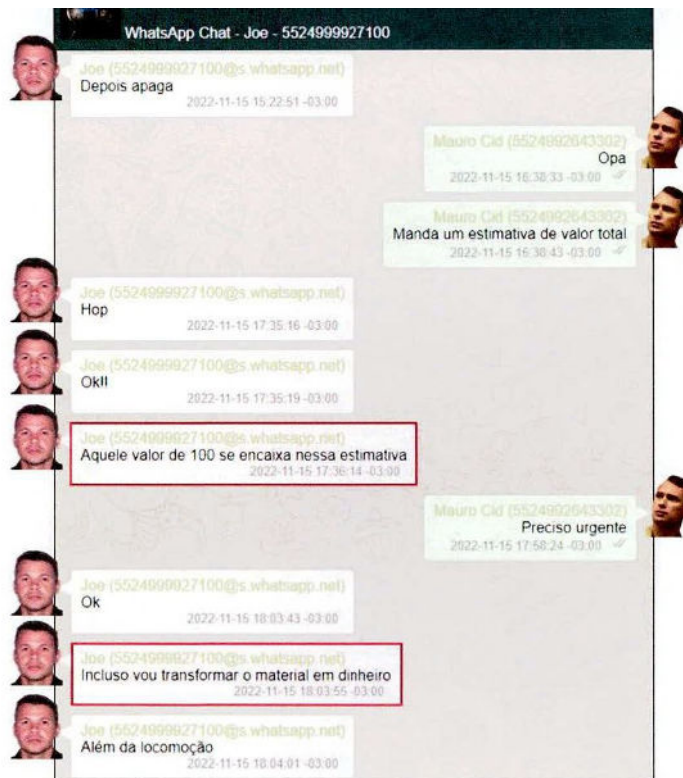 WhatsApp Chat - Joe - 5524999927100
Joe (5524999927100@s.whatsapp.net)
Depois apaga
2022-11-15 15:22:51 -03:00
Mauro Cid (5524992643302)
Opa
2022-11-15 16:38:33 -03:00
Mauro Cid (5524992643302)
Manda um estimativa de valor total
2022-11-15 16:38:43 -03:00
Joe (5524999927100@s.whatsapp.net)
Hop
2022-11-15 17:35:16 -03:00
Joe (5524999927100@s.whatsapp.net)
Ok!!
2022-11-15 17:35:19 -03:00
Joe (5524999927100@s.whatsapp.net)
Aquele valor de 100 se encaixa nessa estimativa
2022-11-15 17:36:14 -03:00
Mauro Cid (5524992643302)
Preciso urgente
2022-11-15 17:58:24 -03:00
Joe (5524999927100@s.whatsapp.net)
Ok
2022-11-15 18:03:43 -03:00
Joe (5524999927100@s.whatsapp.net)
Incluso vou transformar o material em dinheiro
2022-11-15 18:03:55 -03:00
Joe (5524999927100@s.whatsapp.net)
Além da locomoção
2022-11-15 18:04:01 -03:00